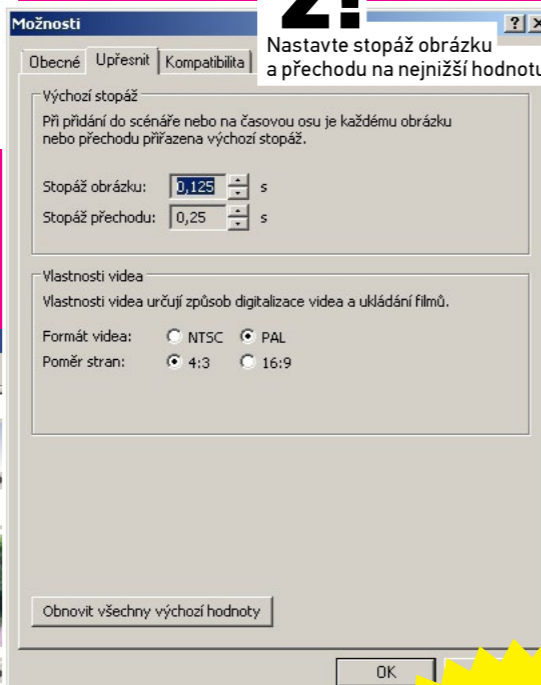 2!
Nastavte stopáž obrázku
a přechodu na nejnižší hodnotu
Možnosti
Obecné Upřesnit Kompatibilita
Výchozí stopáž
Při přidání do scénáře nebo na časovou osu je každému obrázku
nebo přechodu přiřazena výchozí stopáž.
Stopáž obrázku: 0,125 s
Stopáž přechodu: 0,25 s
Vlastnosti videa
Vlastnosti videa určují způsob digitalizace videa a ukládání filmů.
Formát videa: NTSC PAL
Poměr stran: 4:3 16:9
Obnovit všechny výchozí hodnoty
OK